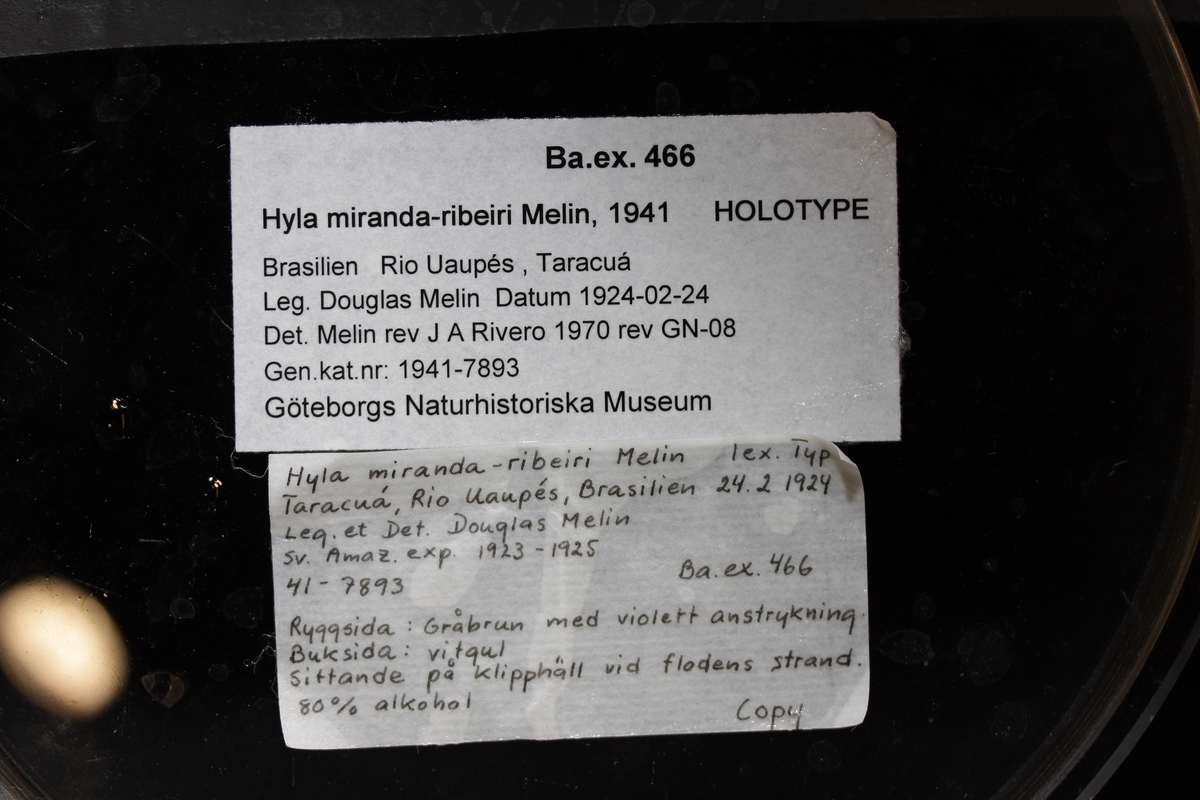 Ba.ex. 466
Hyla miranda-ribeiri Melin, 1941 HOLOTYPE
Brasilien Rio Uaupés , Taracuá
Leg. Douglas Melin Datum 1924-02-24
Det. Melin rev J A Rivero 1970 rev GN-08
Gen.kat.nr: 1941-7893
Göteborgs Naturhistoriska Museum
Hyla miranda-ribeiri Melin 1ex. Typ
Taracuá, Rio Uaupés, Brasilien 24.2 1924
Leg. et Det. Douglas Melin
Sv. Amaz. exp. 1923-1925
41-7893 Ba.ex. 466
Ryggsida: Gråbrun med violett anstrykning.
Buksida: vitgul
Sittande på klipphäll vid flodens strand.
80% alkohol Copy